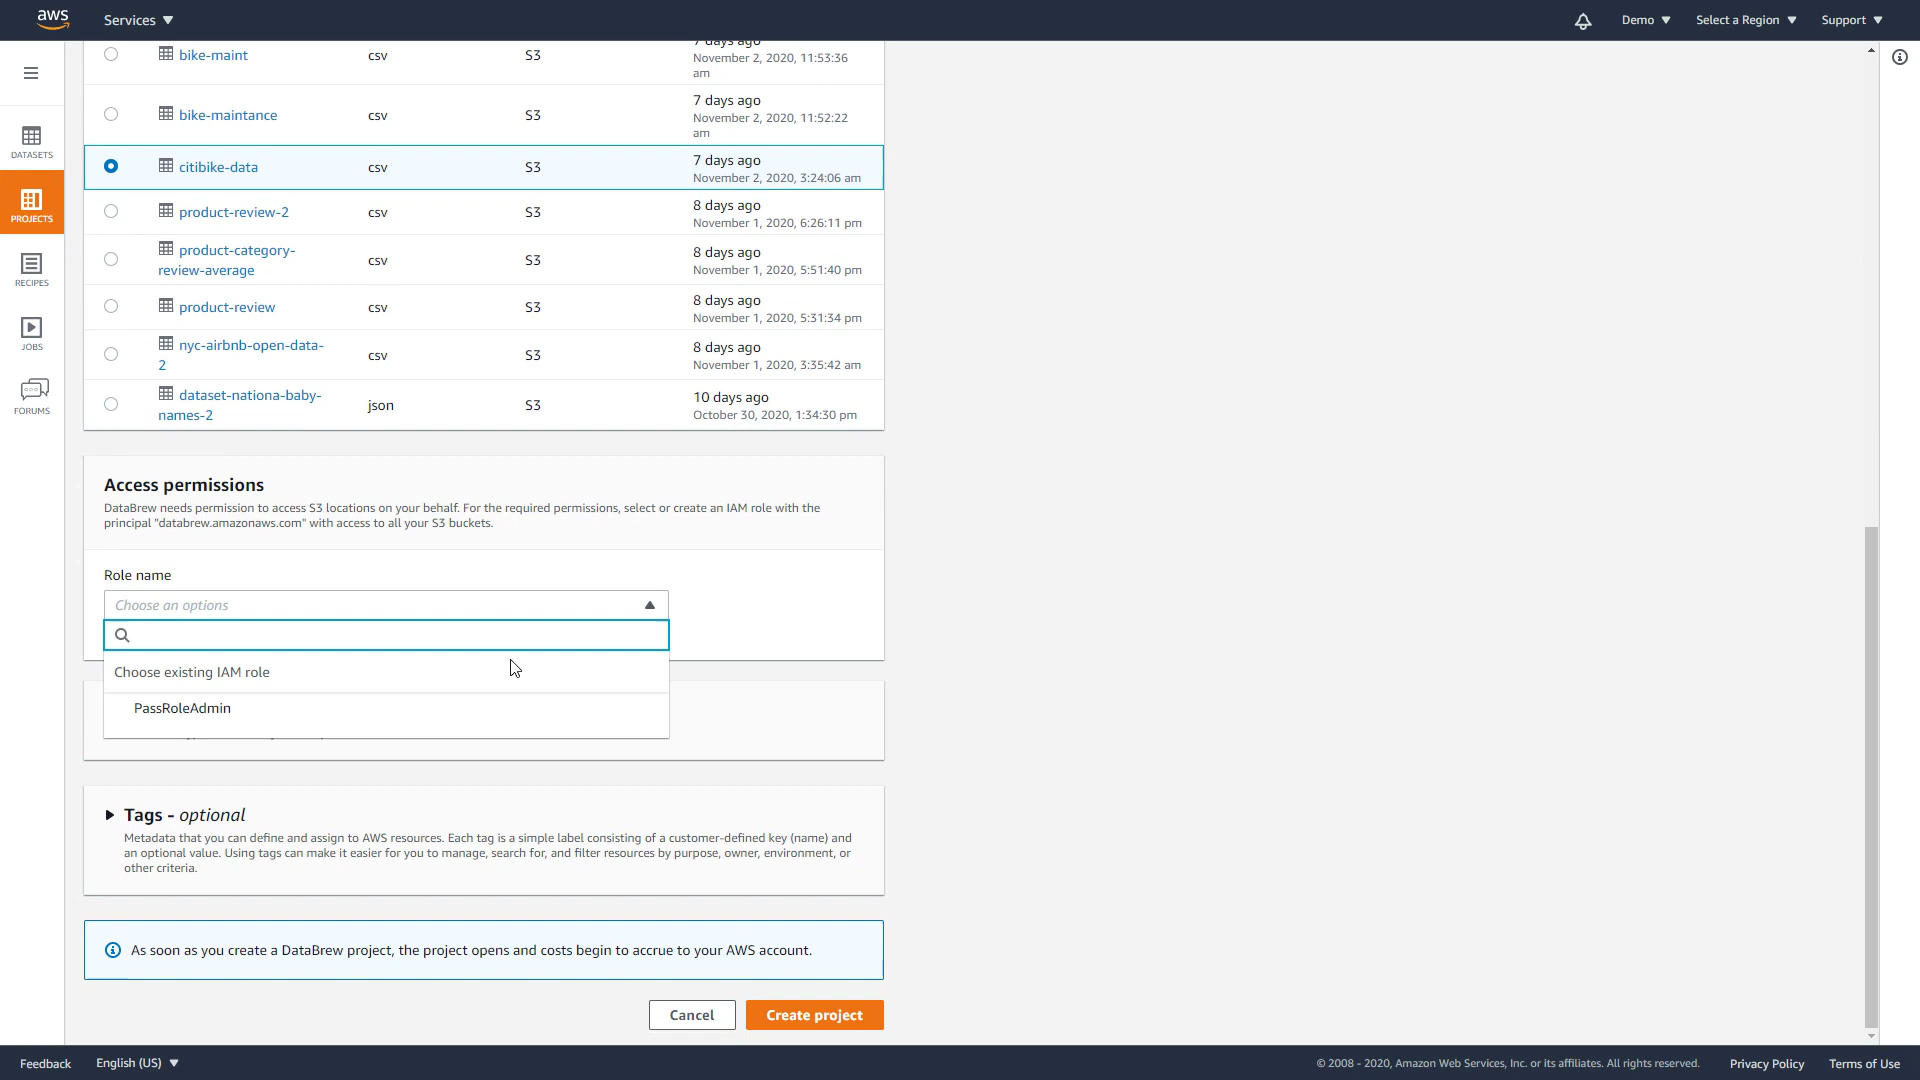 aws
Services
Demo
Select a Region
Support
DATASETS
PROJECTS
RECIPES
JOBS
FORUMS
7 days ago
bike-maint csv S3 November 2, 2020, 11:53:36
am
7 days ago
bike-maintance csv S3 November 2, 2020, 11:52:22
am
7 days ago
citibike-data csv S3
November 2, 2020, 3:24:06 am
8 days ago
product-review-2 csv S3
November 1, 2020, 6:26:11 pm
product-category- 8 days ago
csv S3
review-average November 1, 2020, 5:51:40 pm
8 days ago
product-review csv S3
November 1, 2020, 5:31:34 pm
nyc-airbnb-open-data- 8 days ago
csv S3
2 November 1, 2020, 3:35:42 am
dataset-nationa-baby- 10 days ago
json S3
names-2 October 30, 2020, 1:34:30 pm
Access permissions
DataBrew needs permission to access S3 locations on your behalf. For the required permissions, select or create an IAM role with the
principal "databrew.amazonaws.com" with access to all your S3 buckets.
Role name
Choose an options
Choose existing IAM role
PassRoleAdmin
Tags - optional
Metadata that you can define and assign to AWS resources. Each tag is a simple label consisting of a customer-defined key (name) and
an optional value. Using tags can make it easier for you to manage, search for, and filter resources by purpose, owner, environment, or
other criteria.
As soon as you create a DataBrew project, the project opens and costs begin to accrue to your AWS account.
Cancel
Create project
Feedback
English (US)
© 2008 - 2020, Amazon Web Services, Inc. or its affiliates. All rights reserved.
Privacy Policy
Terms of Use